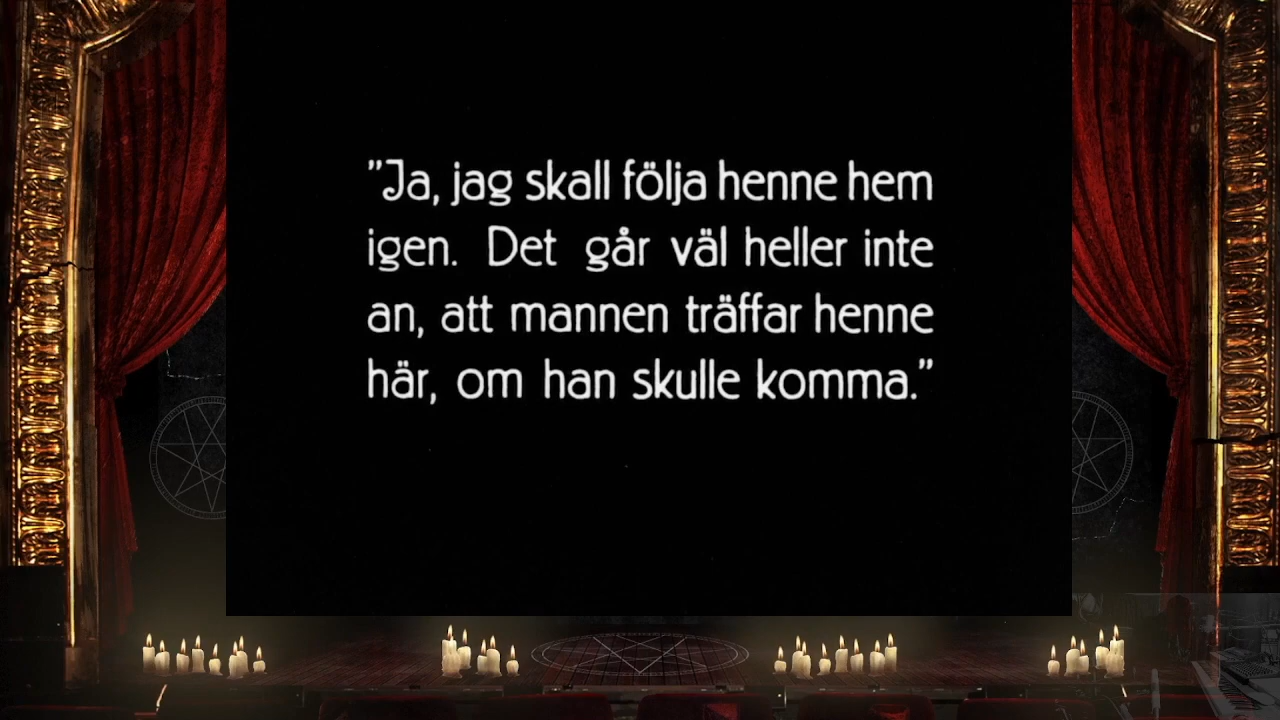 ”Ja, jag skall följa henne hem
igen. Det går väl heller inte
an, att mannen träffar henne
här, om han skulle komma.”